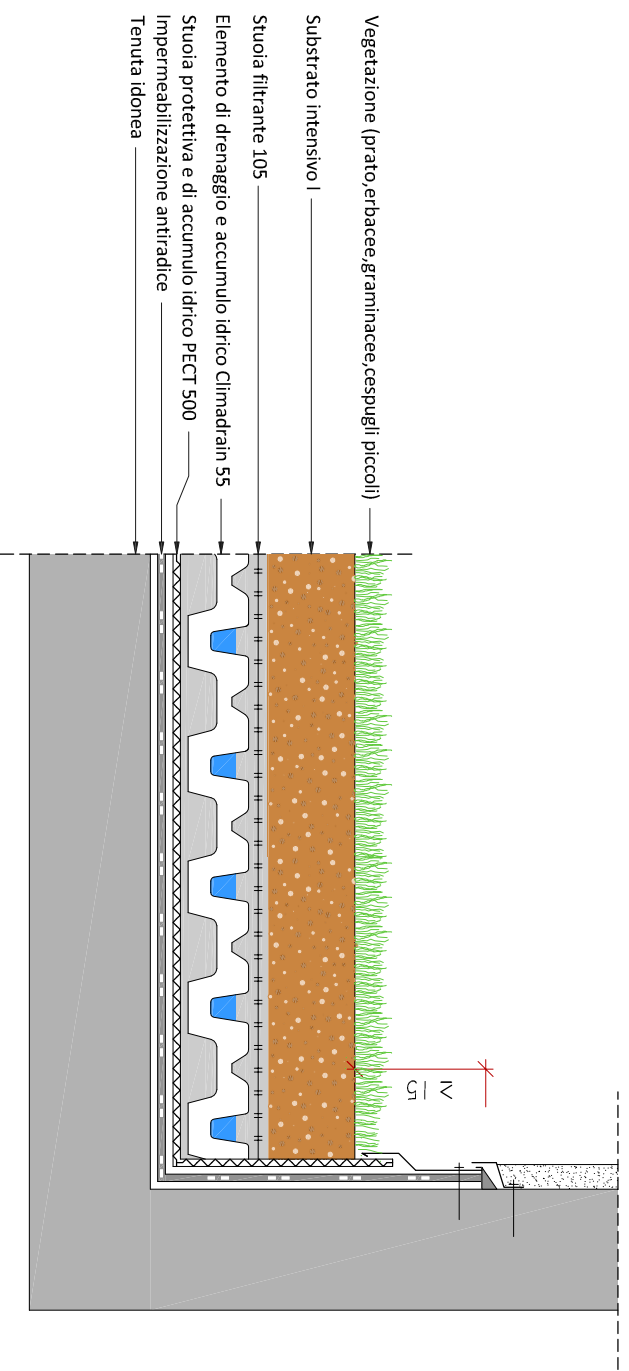 Vegetazione (prato,erbacee,graminacee,cespugli piccoli)
Substrato intensivo I
Stuoia filtrante 105
Elemento di drenaggio e accumulo idrico Climadrain 55
Stuoia protettiva e di accumulo idrico PECT 500
Impermeabilizzazione antiradice
Tenuta idonea
≥ 15